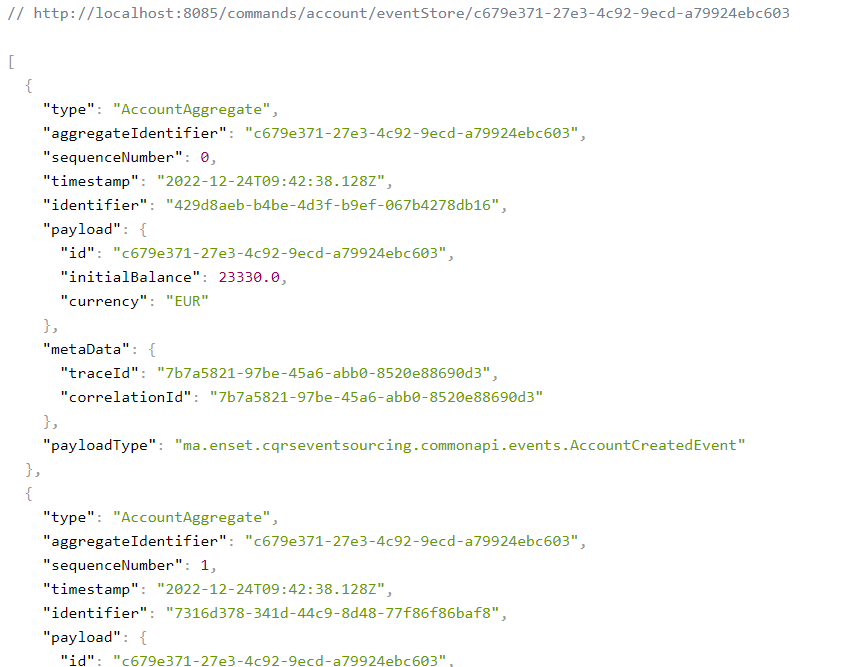 // http://localhost:8085/commands/account/eventStore/c679e371-27e3-4c92-9ecd-a79924ebc603
[
{
"type": "AccountAggregate",
"aggregateIdentifier": "c679e371-27e3-4c92-9ecd-a79924ebc603",
"sequenceNumber": 0,
"timestamp": "2022-12-24T09:42:38.128Z",
"identifier": "429d8aeb-b4be-4d3f-b9ef-067b4278db16",
"payload": {
"id": "c679e371-27e3-4c92-9ecd-a79924ebc603",
"initialBalance": 23330.0,
"currency": "EUR"
},
"metaData": {
"traceId": "7b7a5821-97be-45a6-abb0-8520e88690d3",
"correlationId": "7b7a5821-97be-45a6-abb0-8520e88690d3"
},
"payloadType": "ma.enset.cqrseventsourcing.commonapi.events.AccountCreatedEvent"
},
{
"type": "AccountAggregate",
"aggregateIdentifier": "c679e371-27e3-4c92-9ecd-a79924ebc603",
"sequenceNumber": 1,
"timestamp": "2022-12-24T09:42:38.128Z",
"identifier": "7316d378-341d-44c9-8d48-77f86f86baf8",
"payload": {
"id": "c679e371-27e3-4c92-9ecd-a79924ebc603",